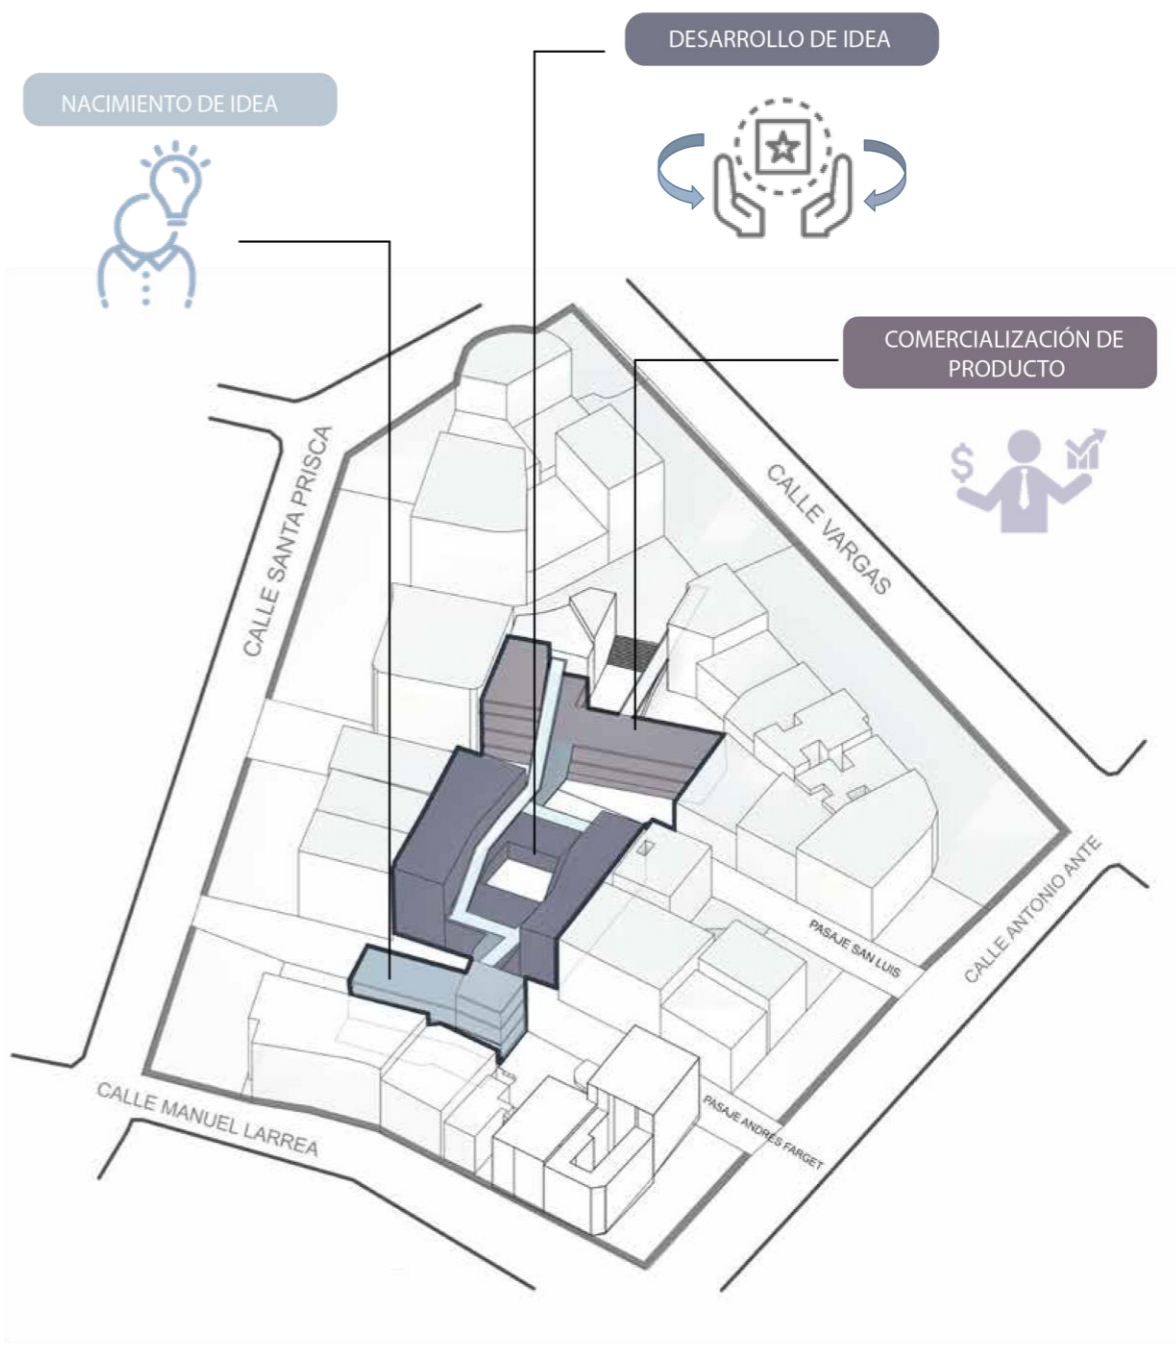 DESARROLLO DE IDEA
NACIMIENTO DE IDEA
COMERCIALIZACIÓN DE
PRODUCTO
$
CALLE SANTA PRISCA
CALLE VARGAS
CALLE ANTONIO ANTE
PASAJE SAN LUIS
PASAJE ANDRÉS FARGET
CALLE MANUEL LARREA